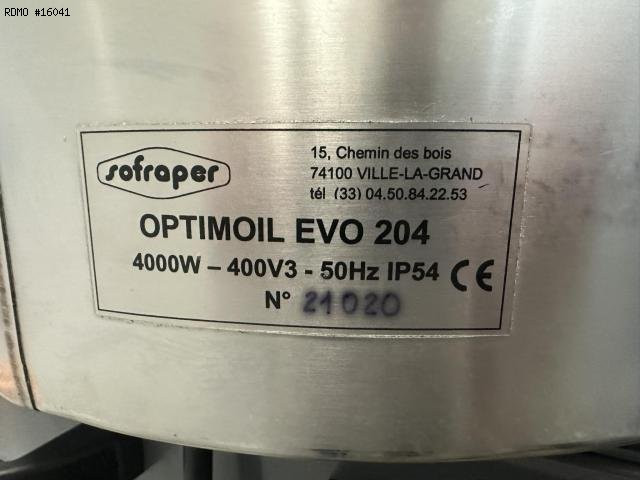 RDMO #16041
sofraper
15, Chemin des bois
74100 VILLE-LA-GRAND
tél (33) 04.50.84.22.53
OPTIMOIL EVO 204
4000W – 400V3 - 50Hz IP54 CE
N° 21020